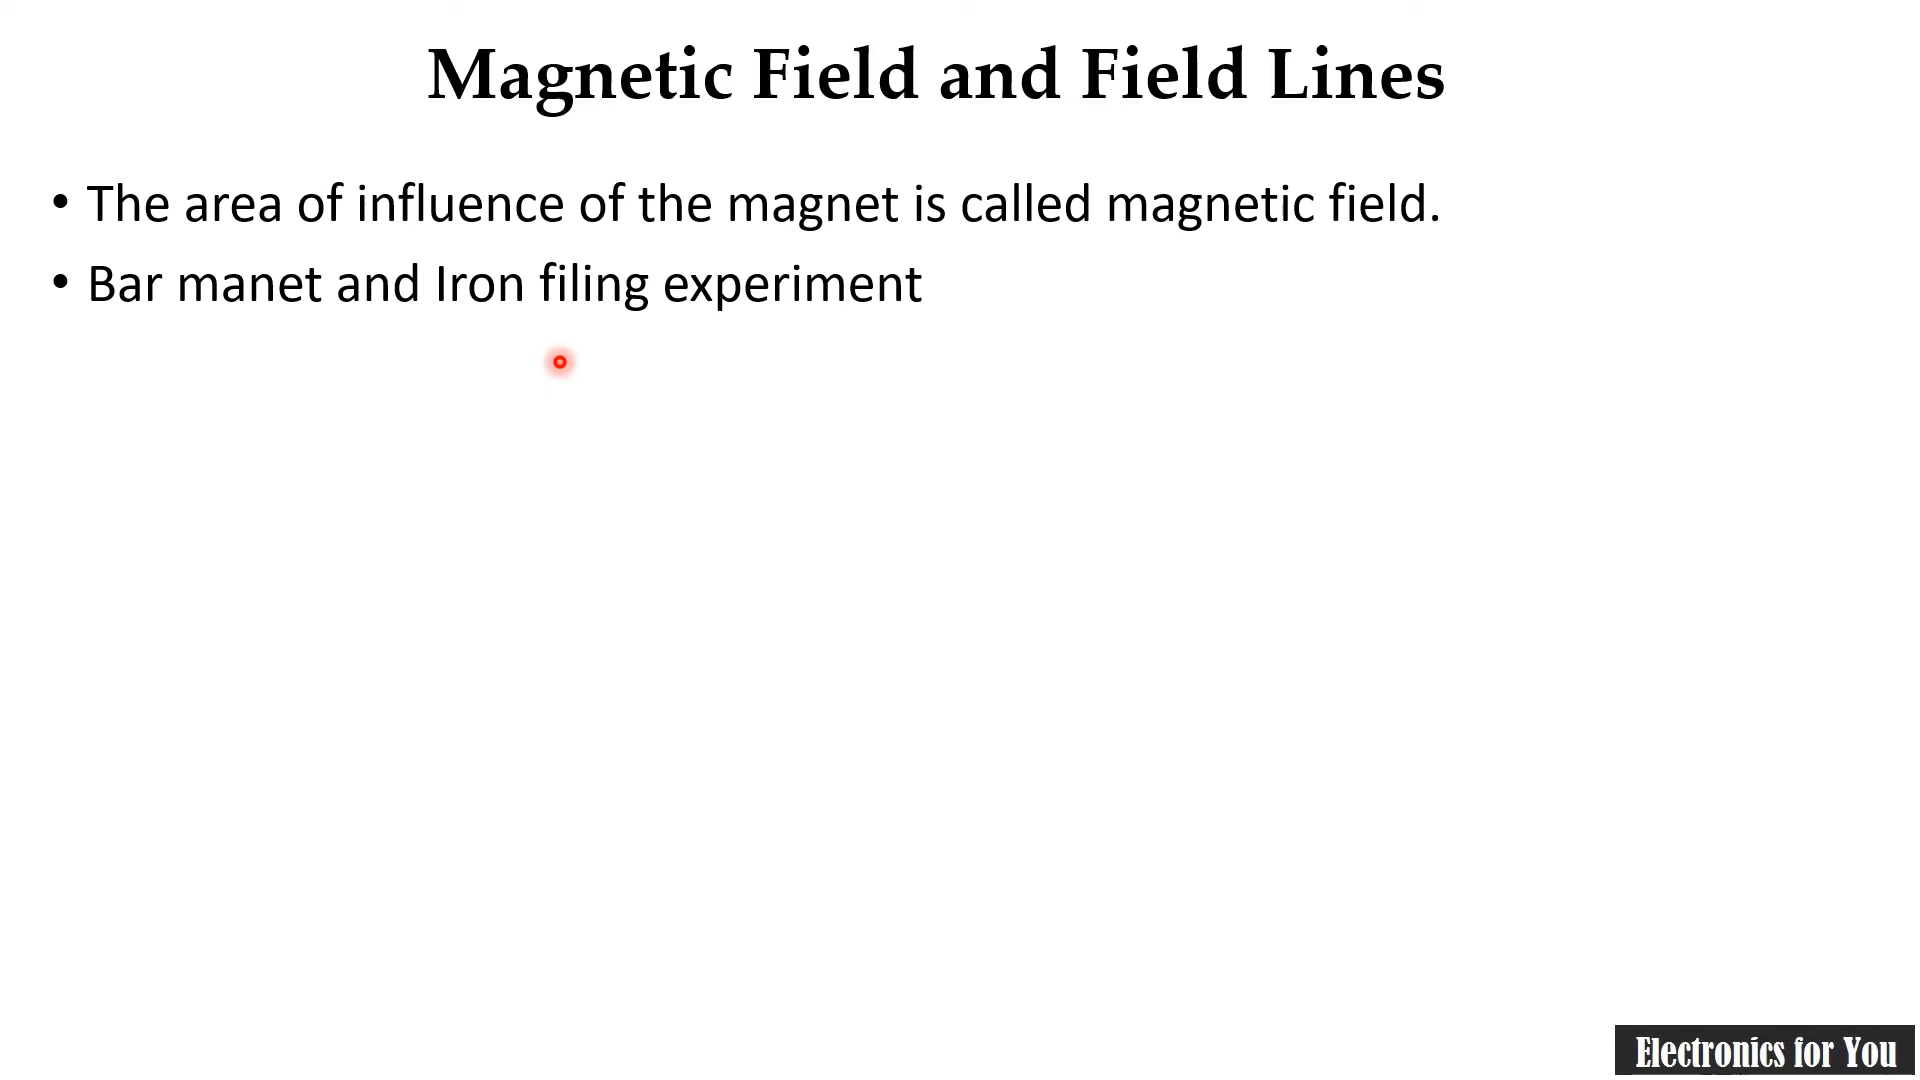 Magnetic Field and Field Lines
• The area of influence of the magnet is called magnetic field.
• Bar manet and Iron filing experiment
Electronics for You